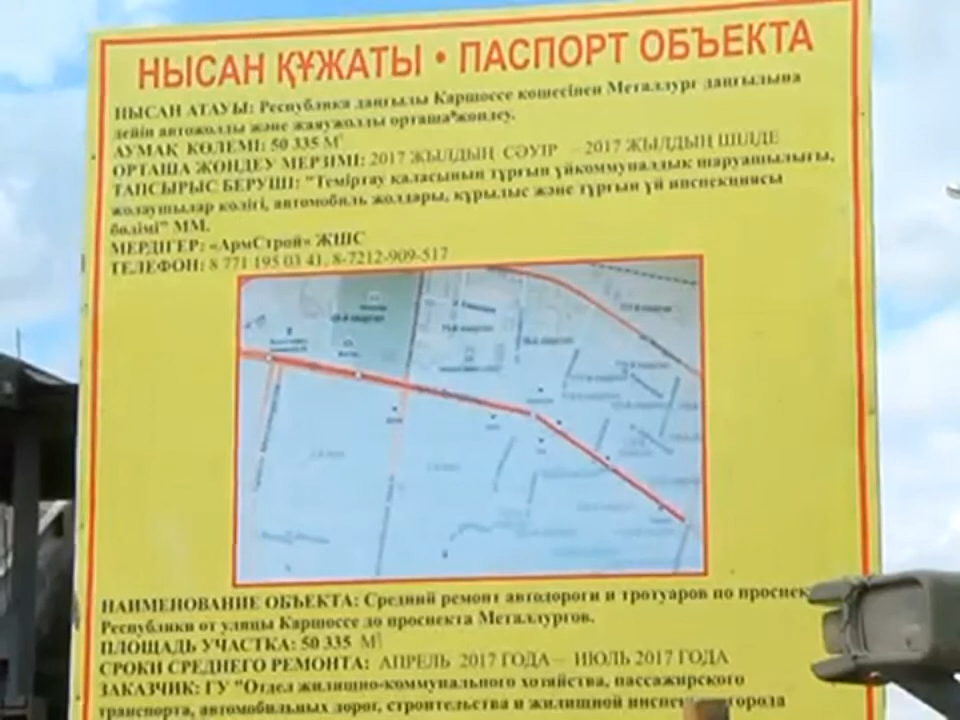 НЫСАН ҚҰЖАТЫ • ПАСПОРТ ОБЪЕКТА
НЫСАН АТАУЫ: Республика даңғылы Каршоссе көшесінен Металлург даңғылына
дейін автожолды және жаяужолды орташа жөндеу.
АУМАҚ КӨЛЕМІ: 50 335 М²
ОРТАША ЖӨНДЕУ МЕРЗІМІ: 2017 ЖЫЛДЫҢ СӘУІР – 2017 ЖЫЛДЫҢ ШІЛДЕ
ТАПСЫРЫС БЕРУШІ: "Теміртау қаласының тұрғын үйкоммуналдық шаруашылығы,
жолаушылар көлігі, автомобиль жолдары, құрылыс және тұрғын үй инспекциясы
бөлімі" ММ.
МЕРДІГЕР: «АрмСтрой» ЖШС
ТЕЛЕФОН: 8 771 195 03 41, 8-7212-909-517
НАИМЕНОВАНИЕ ОБЪЕКТА: Средний ремонт автодороги и тротуаров по проспек
Республики от улицы Каршоссе до проспекта Металлургов.
ПЛОЩАДЬ УЧАСТКА: 50 335 М²
СРОКИ СРЕДНЕГО РЕМОНТА: АПРЕЛЬ 2017 ГОДА – ИЮЛЬ 2017 ГОДА
ЗАКАЗЧИК: ГУ "Отдел жилищно-коммунального хозяйства, пассажирского
транспорта, автомобильных дорог, строительства и жилищной города